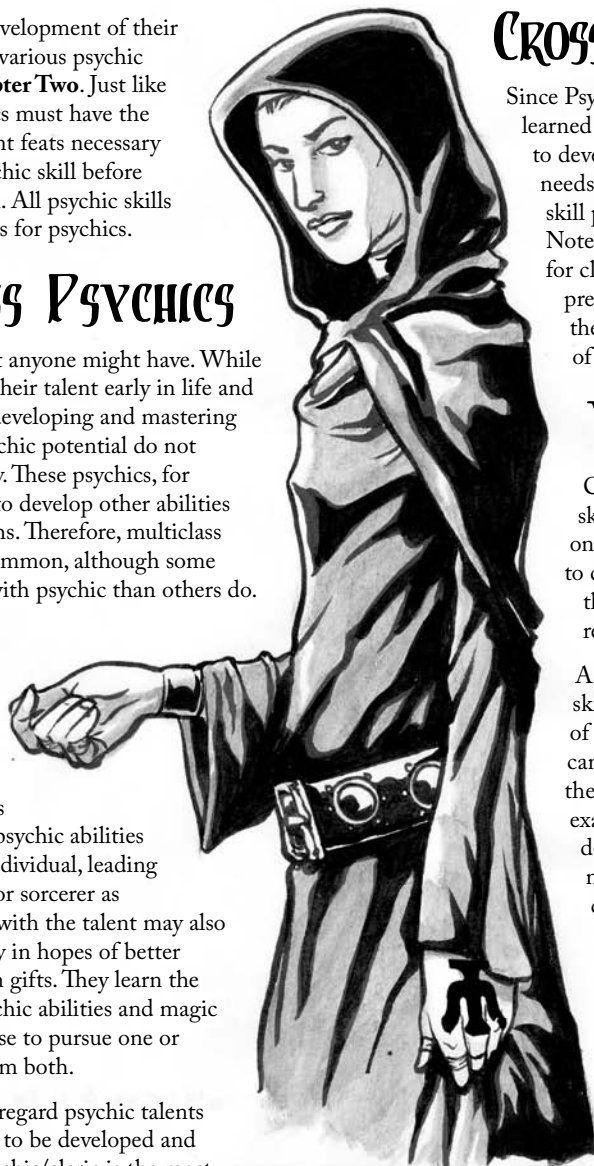 velopment of their
various psychic
pter Two. Just like
s must have the
nt feats necessary
chic skill before
. All psychic skills
s for psychics.
s Psychics
t anyone might have. While
heir talent early in life and
developing and mastering
chic potential do not
y. These psychics, for
to develop other abilities
ns. Therefore, multiclass
mmon, although some
with psychic than others do.
s
psychic abilities
dividual, leading
or sorcerer as
with the talent may also
y in hopes of better
n gifts. They learn the
chic abilities and magic
se to pursue one or
m both.
regard psychic talents
to be developed and
Cross
Since Psy
learned
to deve
needs
skill p
Note
for cl
pre
the
of
C
sk
on
to d
th
re
A
sk
of
can
the
exa
d
n